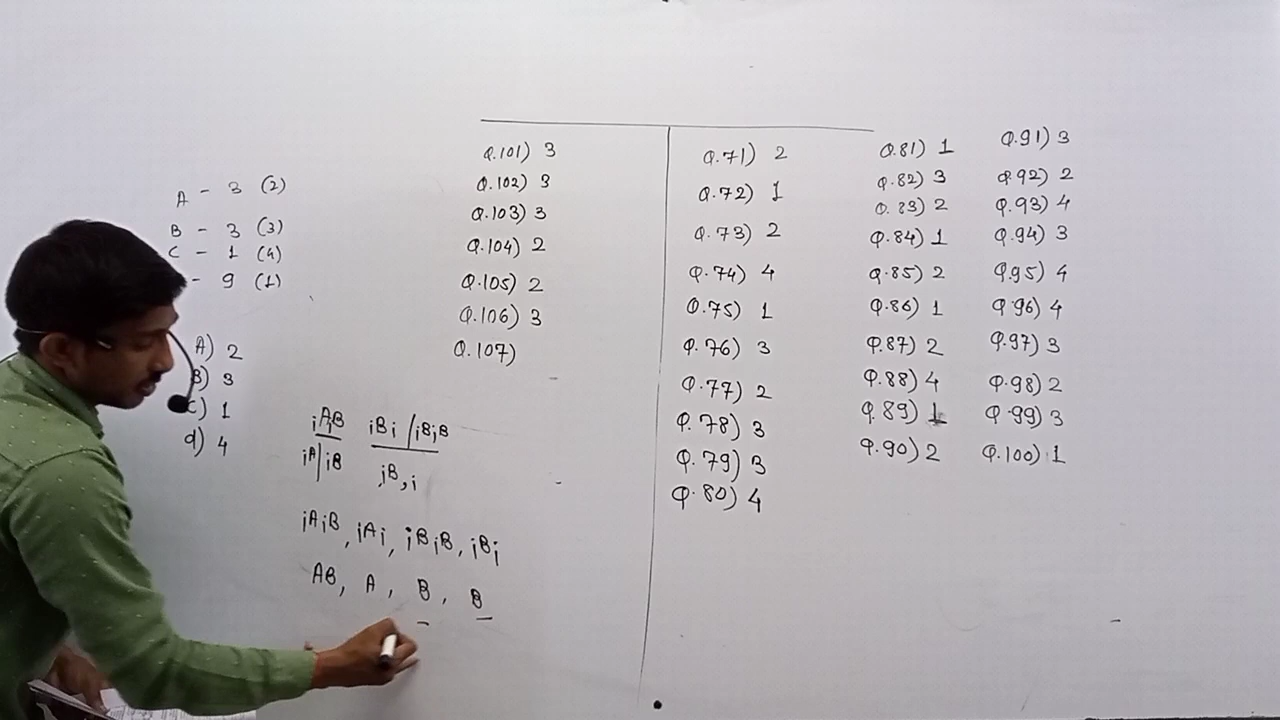 A - 3 (2)
B - 3 (3)
C - 1 (4)
- 9 (1)
A) 2
B) 3
C) 1
d) 4
iAiB iBi / iBiB
iA/iB iB, i
iAiB, iAi, iBiB, iBi
AB, A, B, B
Q.101) 3
Q.102) 3
Q.103) 3
Q.104) 2
Q.105) 2
Q.106) 3
Q.107)
Q.71) 2
Q.72) 1
Q.73) 2
Q.74) 4
Q.75) 1
Q.76) 3
Q.77) 2
Q.78) 3
Q.79) 3
Q.80) 4
Q.81) 1
Q.82) 3
Q.83) 2
Q.84) 1
Q.85) 2
Q.86) 1
Q.87) 2
Q.88) 4
Q.89) 1
Q.90) 2
Q.91) 3
Q.92) 2
Q.93) 4
Q.94) 3
Q.95) 4
Q.96) 4
Q.97) 3
Q.98) 2
Q.99) 3
Q.100) 1